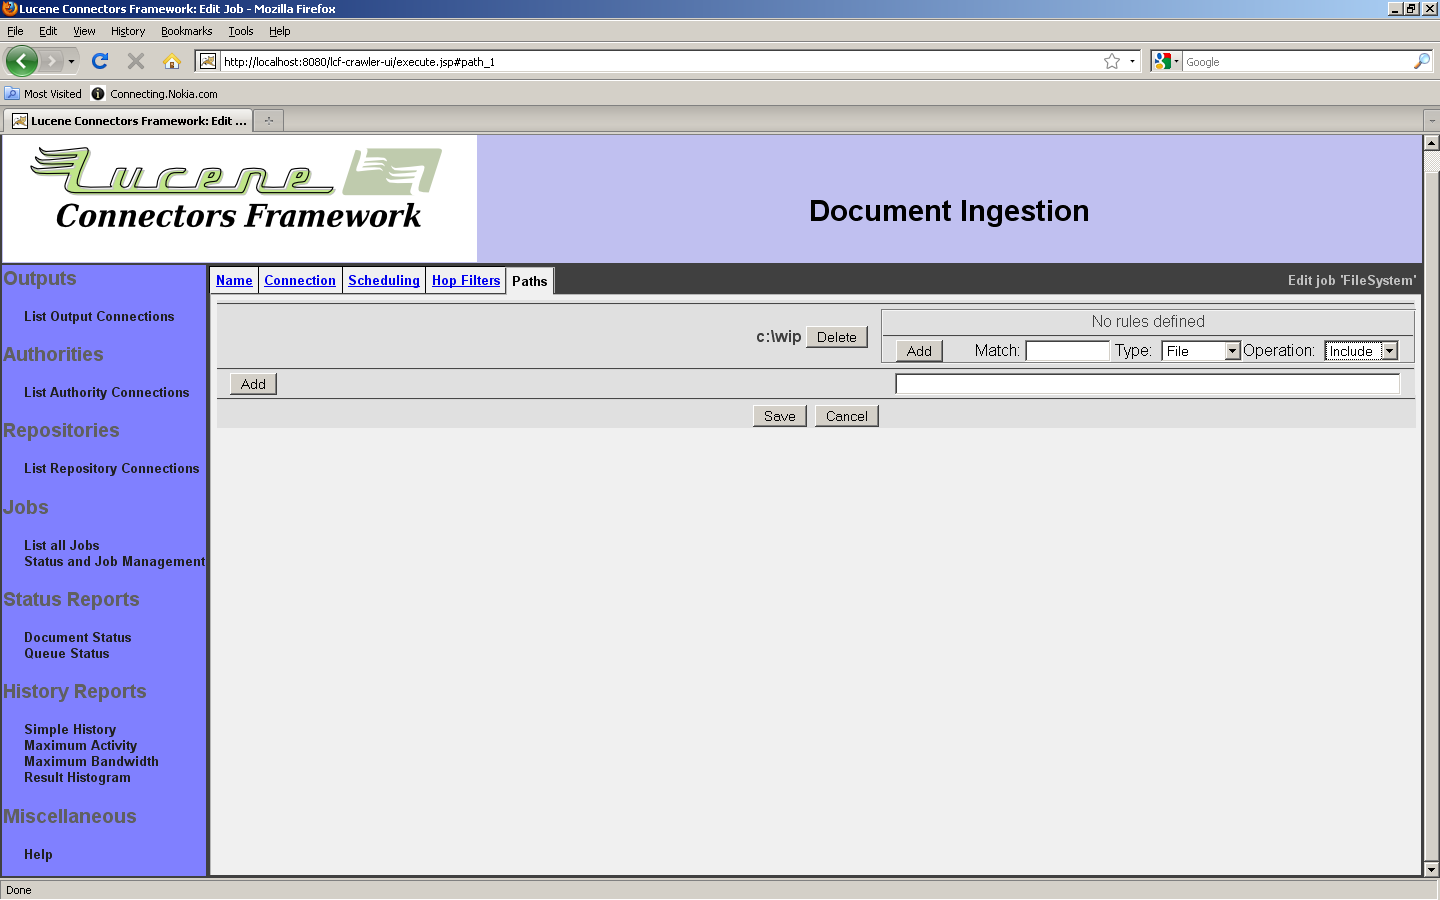 Lucene Connectors Framework: Edit Job - Mozilla Firefox
File Edit View History Bookmarks Tools Help
http://localhost:8080/lcf-crawler-ui/execute.jsp#path_1
Google
Most Visited Connecting.Nokia.com
Lucene Connectors Framework: Edit ...
Lucene
Connectors Framework
Document Ingestion
Outputs
List Output Connections
Authorities
List Authority Connections
Repositories
List Repository Connections
Jobs
List all Jobs
Status and Job Management
Status Reports
Document Status
Queue Status
History Reports
Simple History
Maximum Activity
Maximum Bandwidth
Result Histogram
Miscellaneous
Help
Name Connection Scheduling Hop Filters Paths Edit job 'FileSystem'
No rules defined
c:\wip Delete
Add Match: Type: File Operation: Include
Add
Save Cancel
Done